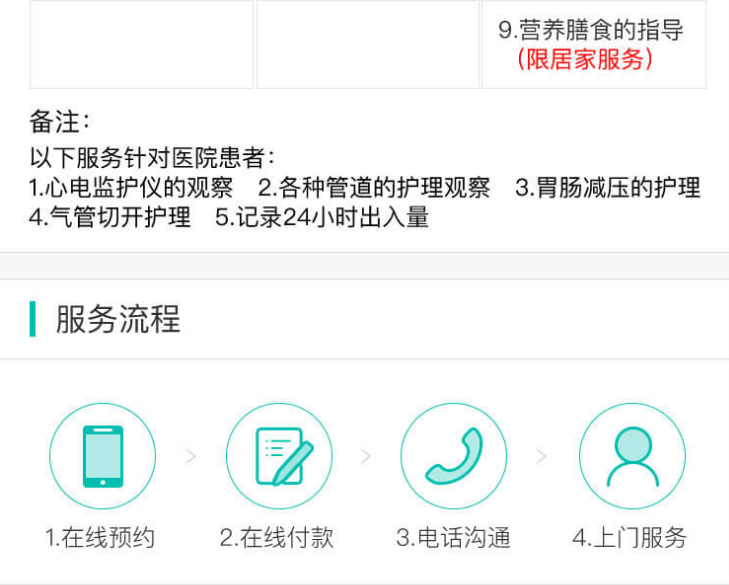 9.营养膳食的指导
（限居家服务）
备注：
以下服务针对医院患者：
1.心电监护仪的观察 2.各种管道的护理观察 3.胃肠减压的护理
4.气管切开护理 5.记录24小时出入量
服务流程
1.在线预约 2.在线付款 3.电话沟通 4.上门服务